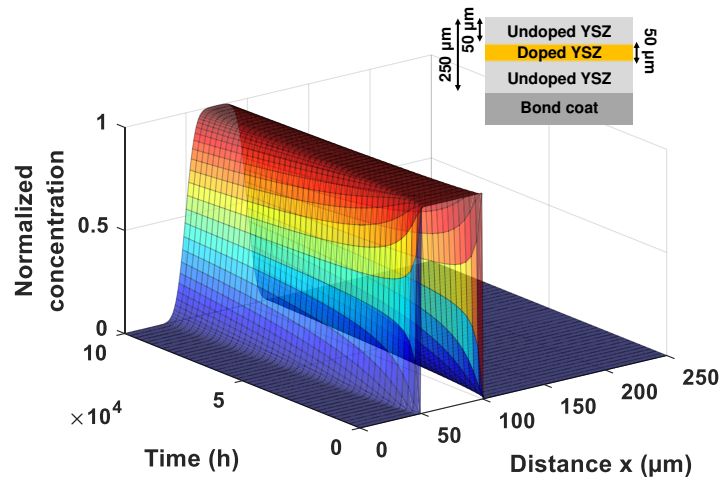 50 µm
250 µm
Undoped YSZ
Doped YSZ
50 µm
Undoped YSZ
Bond coat
Normalized
concentration
1
0.5
0
10
×10⁴
5
0
Time (h)
0
50
100
150
200
250
Distance x (µm)